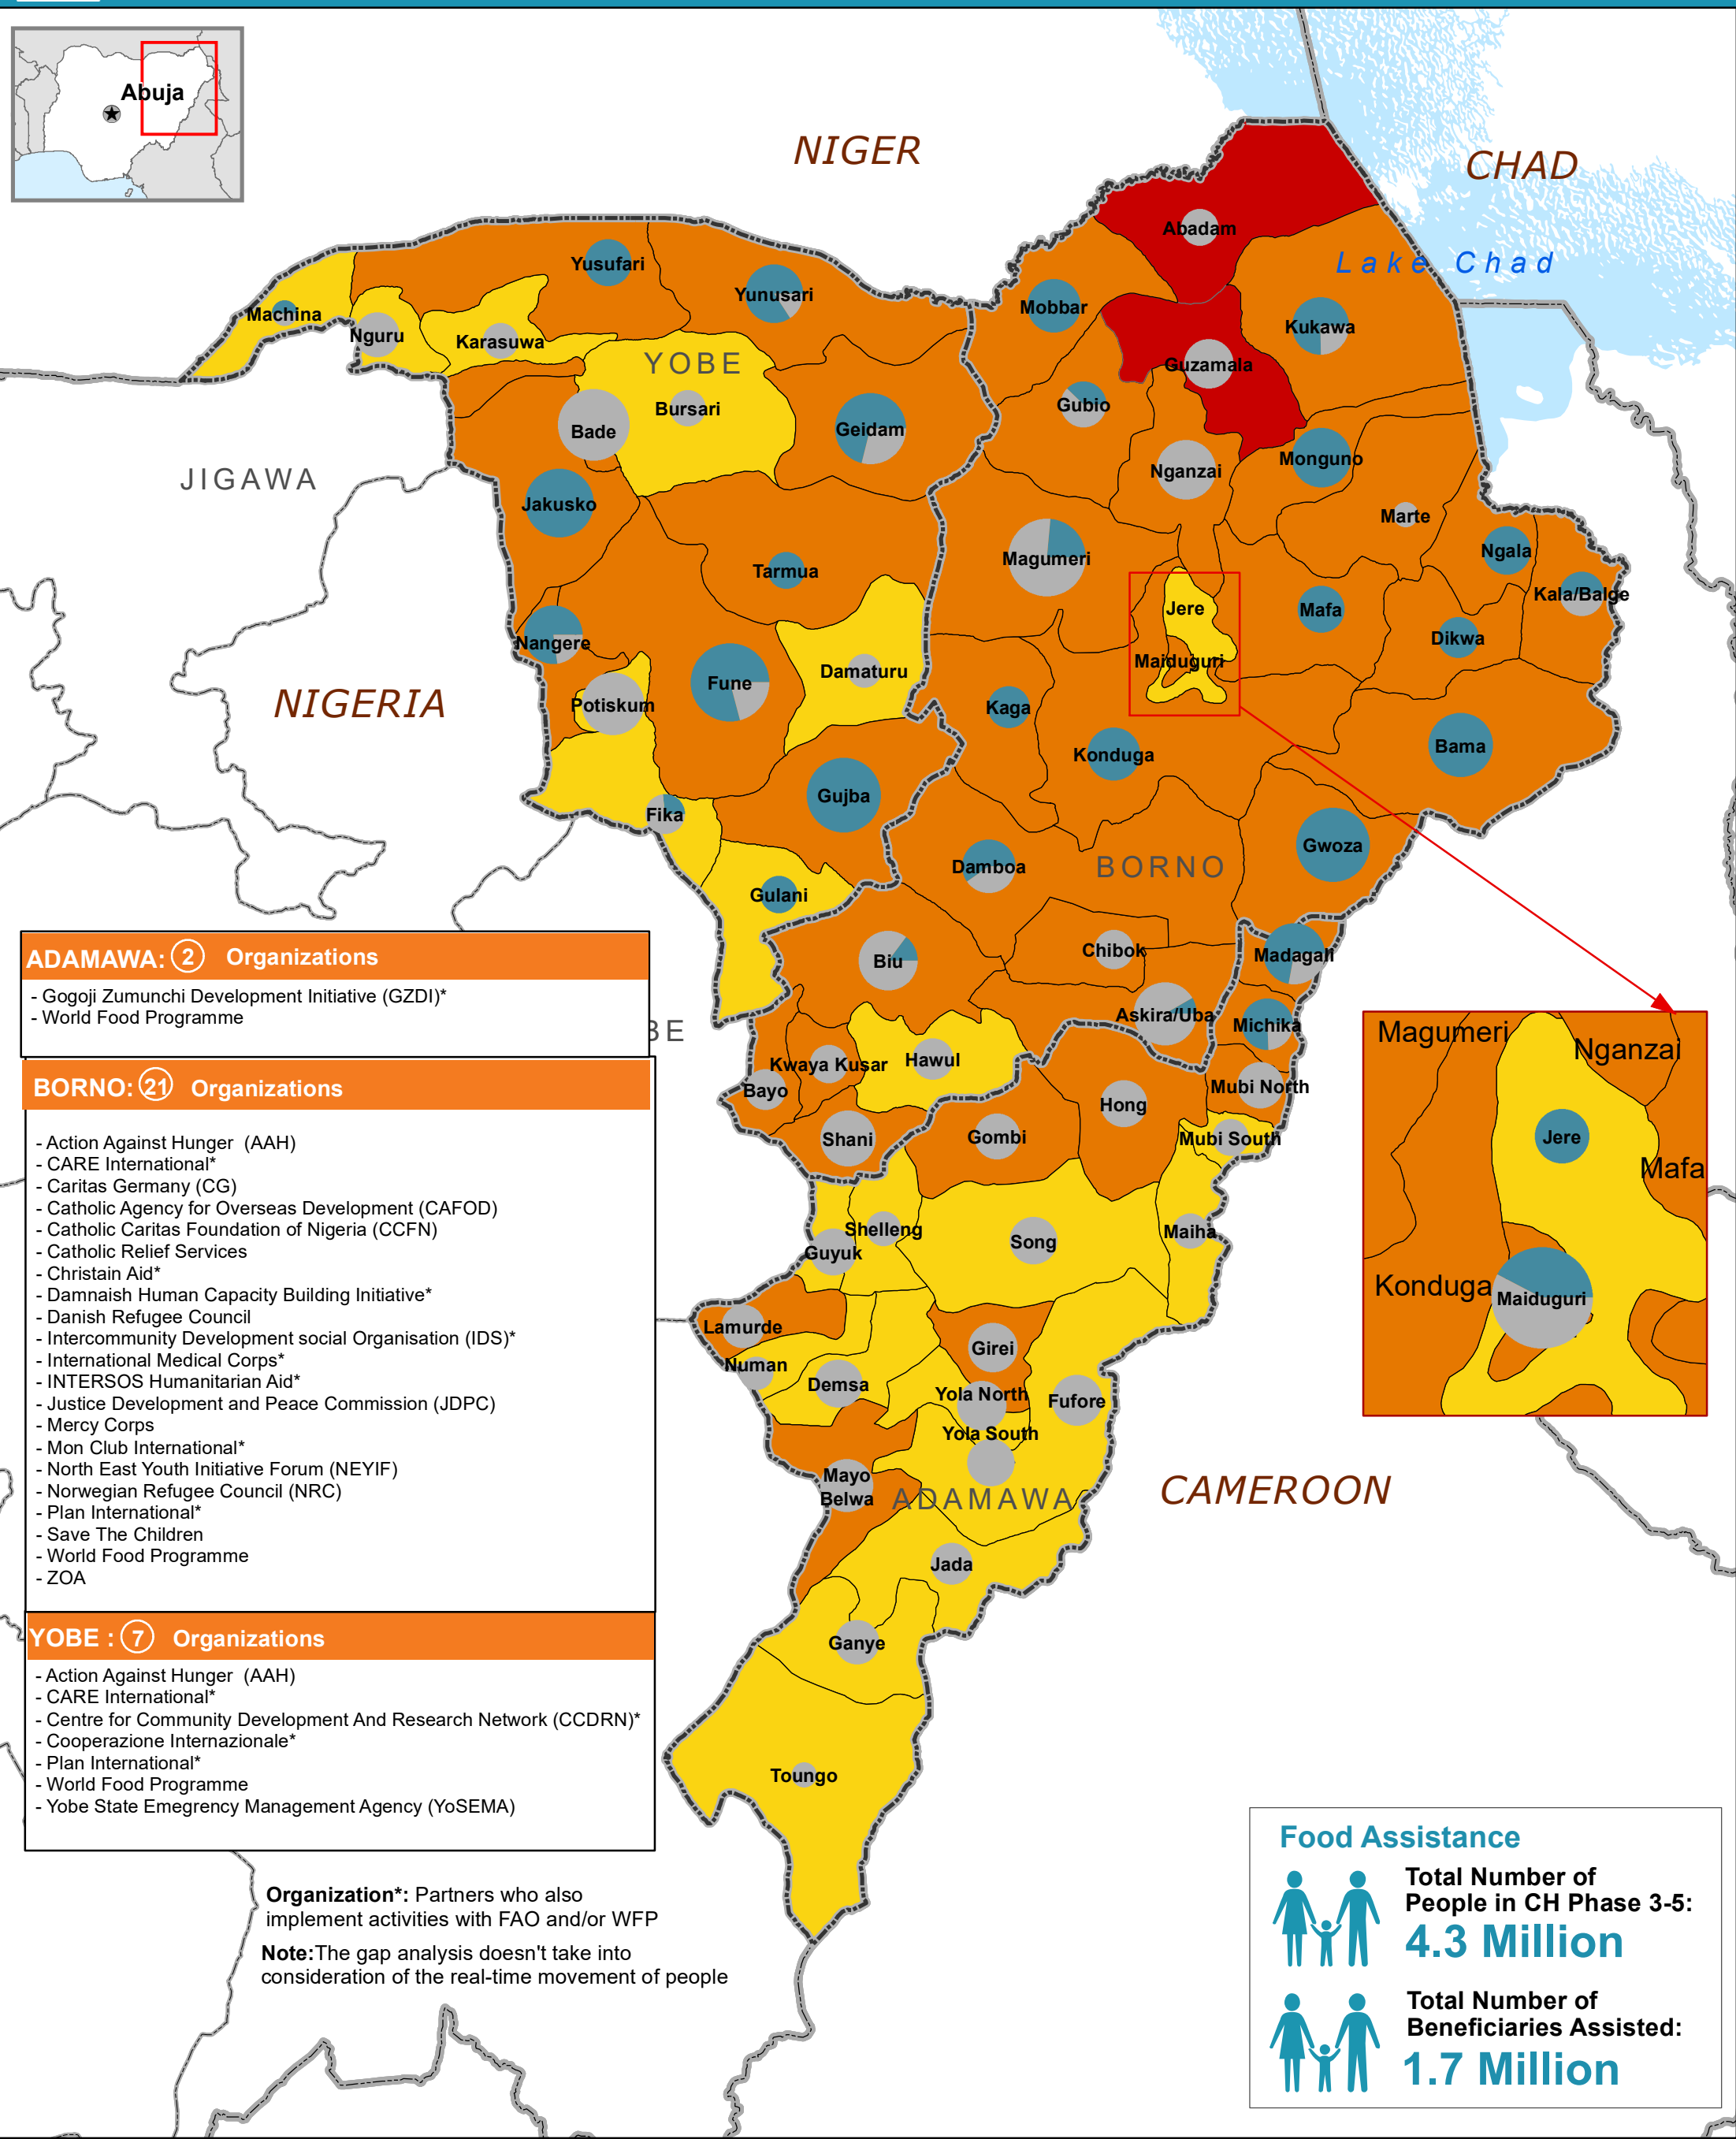 Abuja
NIGER
CHAD
Lake Chad
Abadam
Yusufari
Yunusari
Mobbar
Machina
Nguru
Karasuwa
Kukawa
YOBE
Guzamala
Bursari
Gubio
Bade
Geidam
Monguno
Nganzai
JIGAWA
Jakusko
Marte
Ngala
Magumeri
Tarmua
Kala/Balge
Jere
Mafa
Dikwa
Nangere
Maiduguri
Damaturu
Fune
NIGERIA
Potiskum
Kaga
Konduga
Bama
Gujba
Fika
Gwoza
Damboa
BORNO
Gulani
Chibok
Madagali
Biu
Askira/Uba
Michika
BE
Hawul
Kwaya Kusar
Bayo
Mubi North
Hong
Shani
Gombi
Mubi South
Shelleng
Maiha
Song
Guyuk
Lamurde
Girei
Numan
Demsa
Yola North
Fufore
Yola South
Mayo
Belwa
ADAMAWA
CAMEROON
Jada
Ganye
Toungo
Magumeri
Nganzai
Jere
Mafa
Konduga
Maiduguri
ADAMAWA: 2 Organizations
- Gogoji Zumunchi Development Initiative (GZDI)*
- World Food Programme
BORNO: 21 Organizations
- Action Against Hunger (AAH)
- CARE International*
- Caritas Germany (CG)
- Catholic Agency for Overseas Development (CAFOD)
- Catholic Caritas Foundation of Nigeria (CCFN)
- Catholic Relief Services
- Christain Aid*
- Damnaish Human Capacity Building Initiative*
- Danish Refugee Council
- Intercommunity Development social Organisation (IDS)*
- International Medical Corps*
- INTERSOS Humanitarian Aid*
- Justice Development and Peace Commission (JDPC)
- Mercy Corps
- Mon Club International*
- North East Youth Initiative Forum (NEYIF)
- Norwegian Refugee Council (NRC)
- Plan International*
- Save The Children
- World Food Programme
- ZOA
YOBE : 7 Organizations
- Action Against Hunger (AAH)
- CARE International*
- Centre for Community Development And Research Network (CCDRN)*
- Cooperazione Internazionale*
- Plan International*
- World Food Programme
- Yobe State Emegrency Management Agency (YoSEMA)
Organization*: Partners who also
implement activities with FAO and/or WFP
Note:The gap analysis doesn't take into
consideration of the real-time movement of people
Food Assistance
Total Number of
People in CH Phase 3-5:
4.3 Million
Total Number of
Beneficiaries Assisted:
1.7 Million